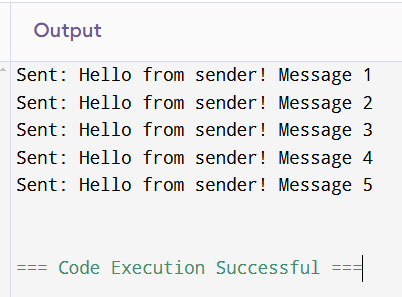 Output
Sent: Hello from sender! Message 1
Sent: Hello from sender! Message 2
Sent: Hello from sender! Message 3
Sent: Hello from sender! Message 4
Sent: Hello from sender! Message 5
=== Code Execution Successful ===